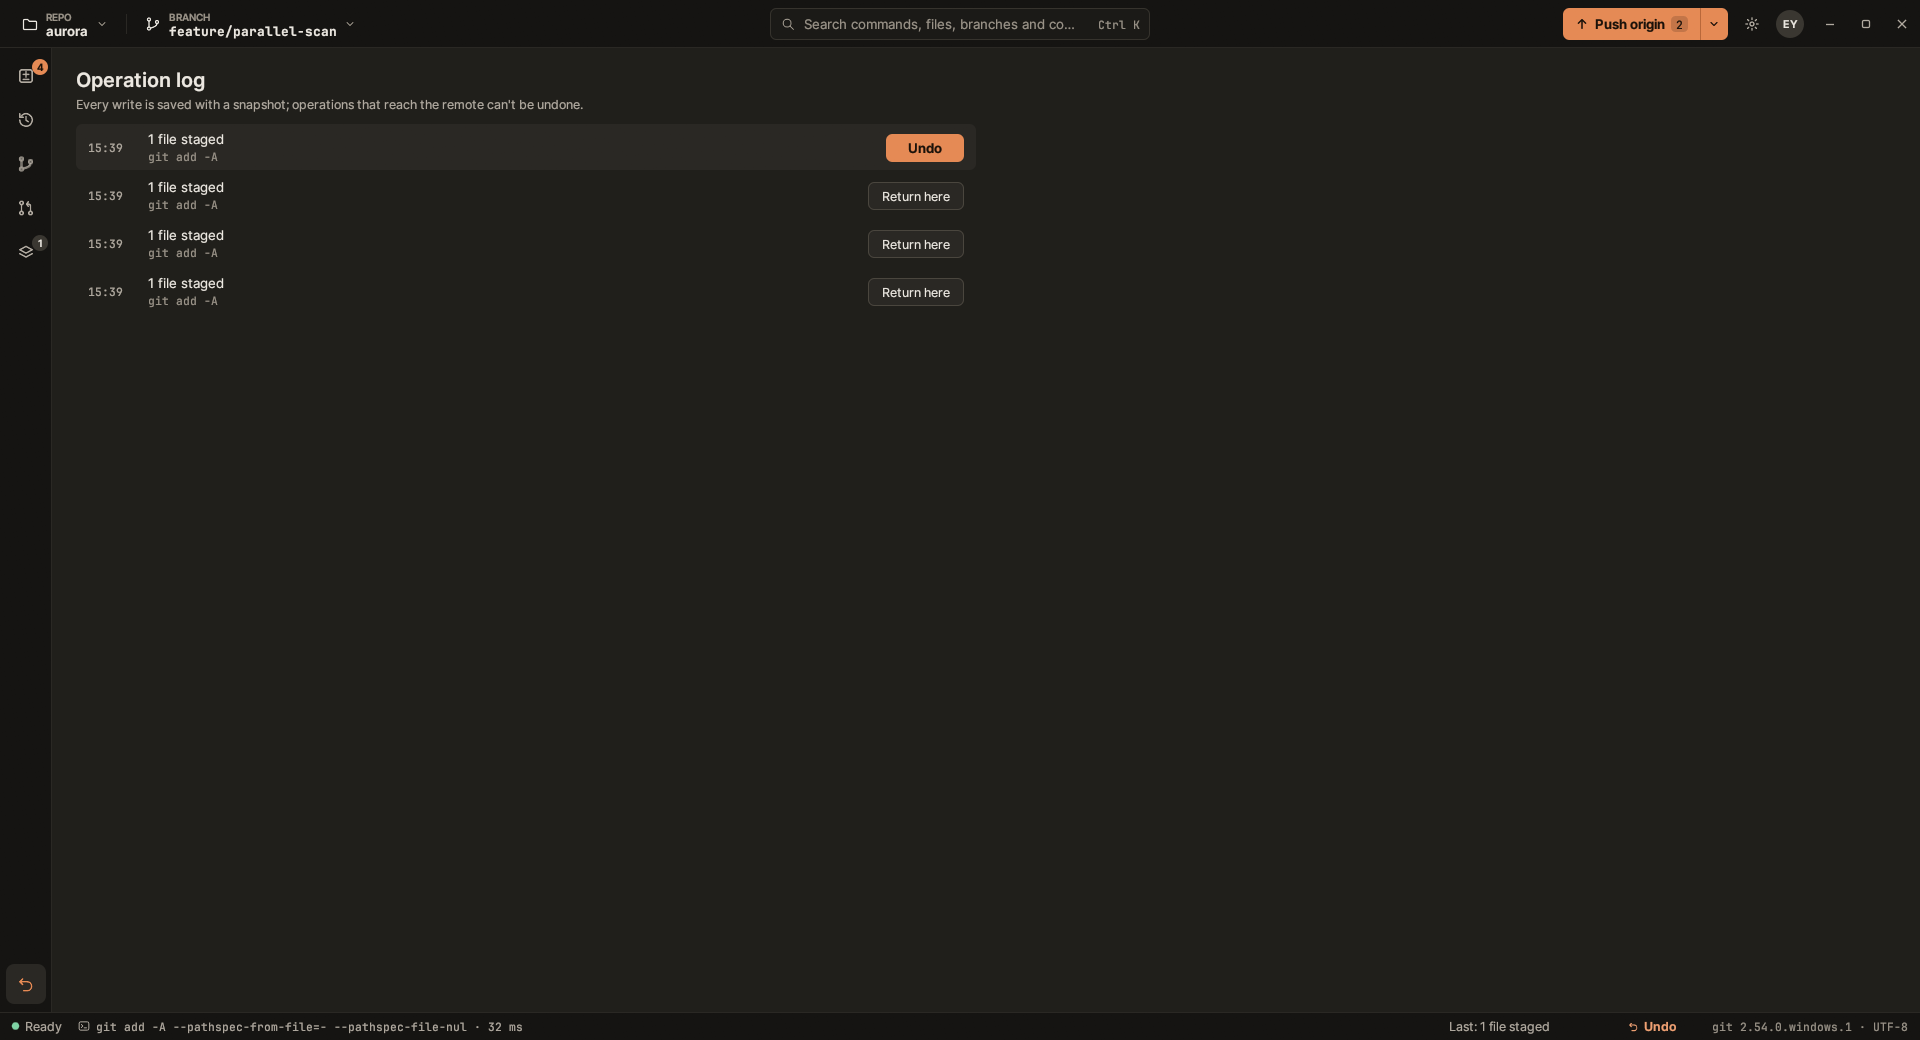 REPO
aurora
BRANCH
feature/parallel-scan
Search commands, files, branches and co...
Ctrl K
Push origin 2
EY
4
1
Operation log
Every write is saved with a snapshot; operations that reach the remote can't be undone.
15:39
1 file staged
git add -A
Undo
15:39
1 file staged
git add -A
Return here
15:39
1 file staged
git add -A
Return here
15:39
1 file staged
git add -A
Return here
Ready
git add -A --pathspec-from-file=- --pathspec-file-nul · 32 ms
Last: 1 file staged
Undo
git 2.54.0.windows.1 · UTF-8